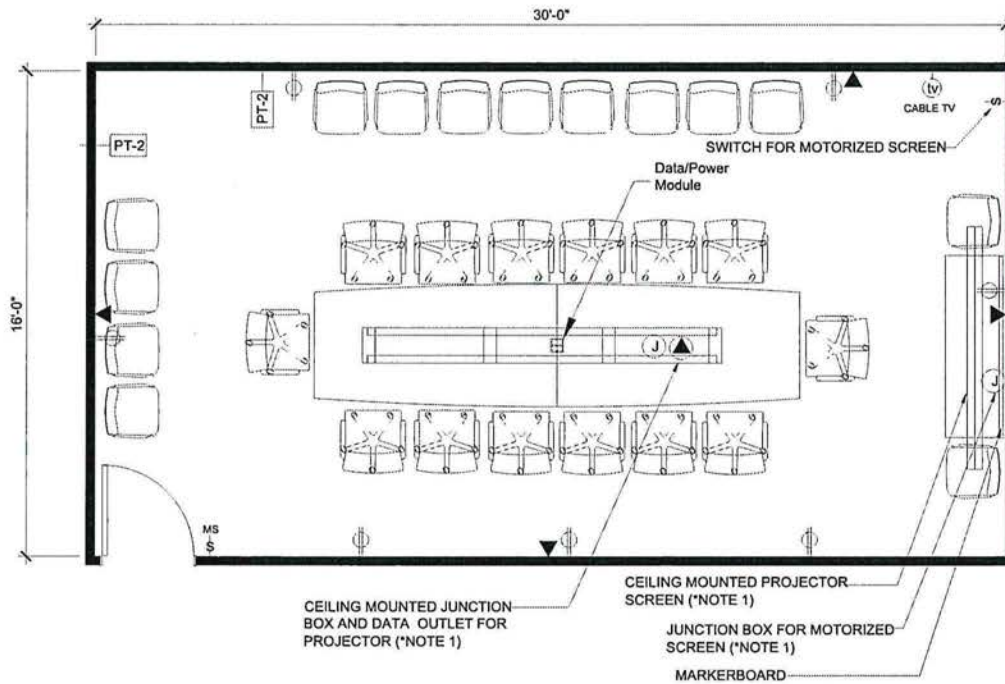 30'-0"
PT-2
PT-2
tv
CABLE TV
S
SWITCH FOR MOTORIZED SCREEN
Data/Power
Module
16'-0"
J
J
MS
$
CEILING MOUNTED JUNCTION
BOX AND DATA OUTLET FOR
PROJECTOR (*NOTE 1)
CEILING MOUNTED PROJECTOR
SCREEN (*NOTE 1)
JUNCTION BOX FOR MOTORIZED
SCREEN (*NOTE 1)
MARKERBOARD